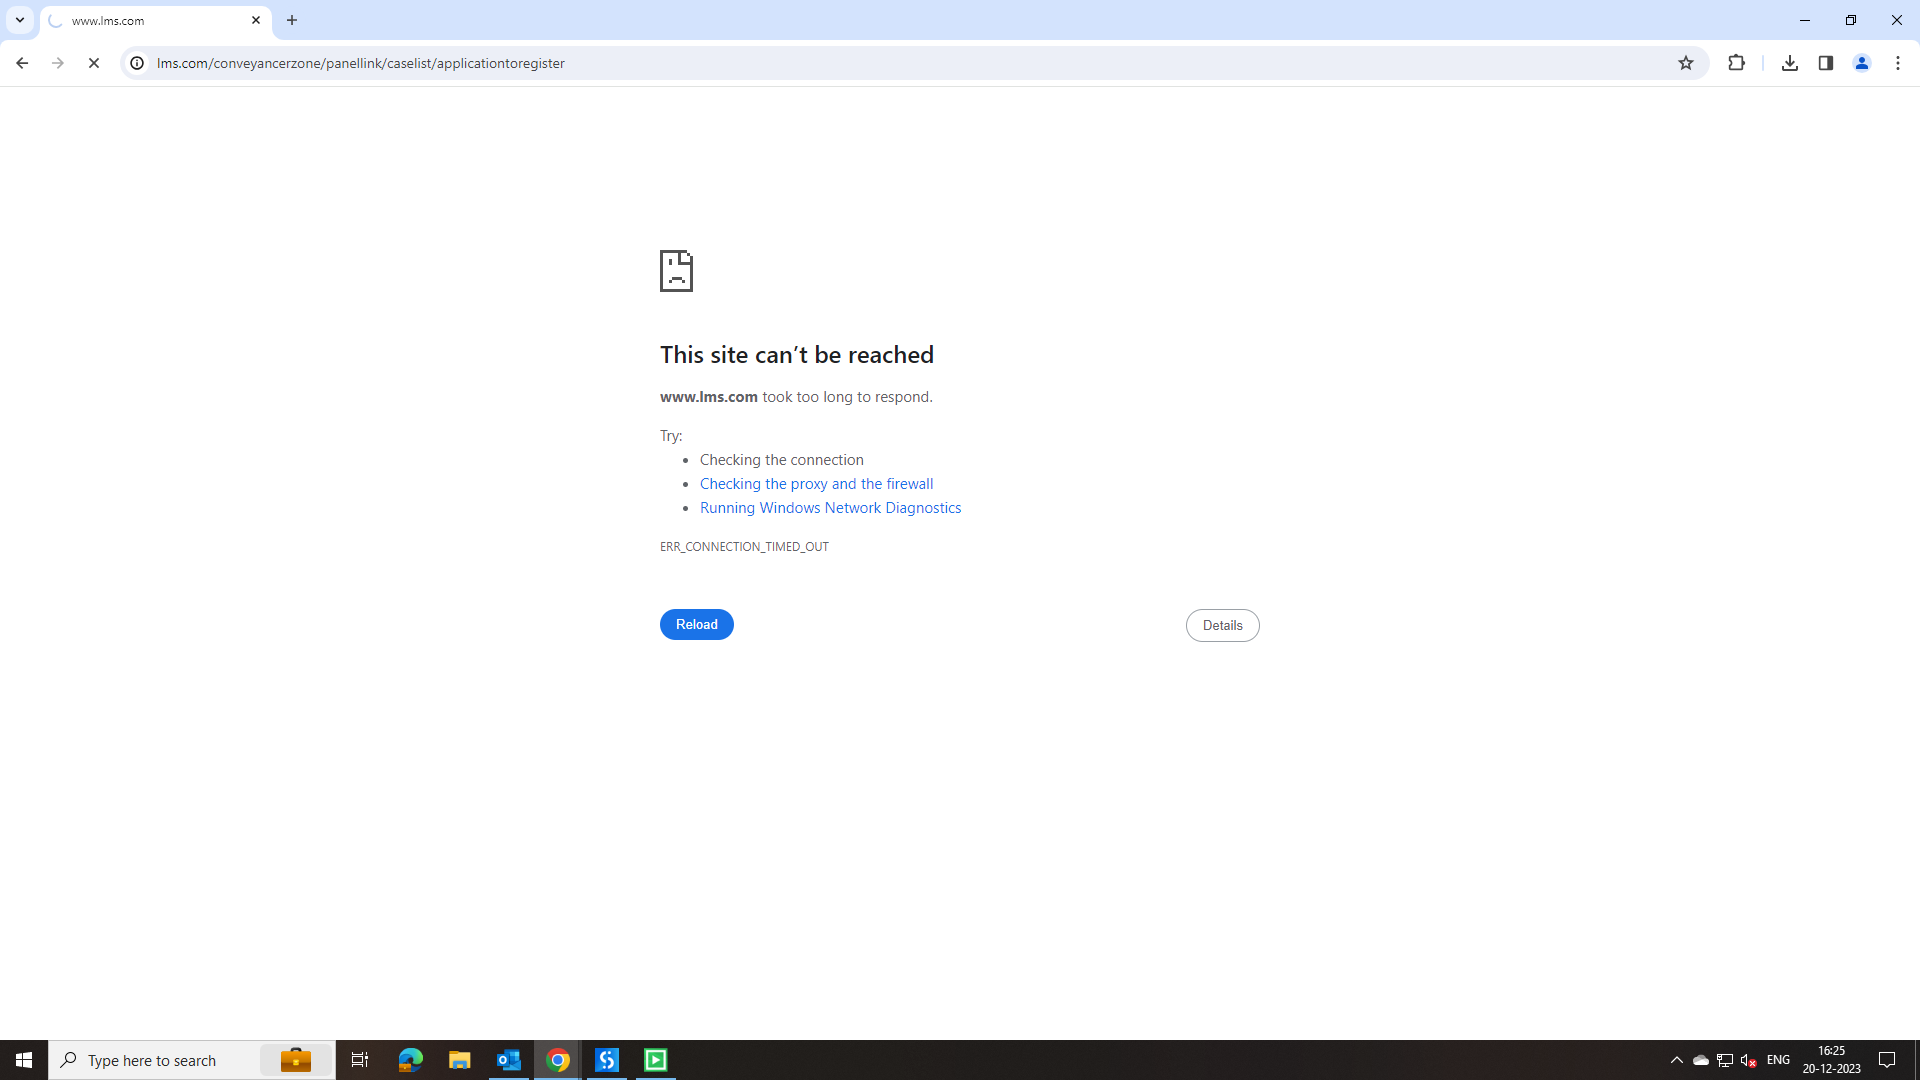 www.lms.com
lms.com/conveyancerzone/panellink/caselist/applicationtoregister
This site can’t be reached
www.lms.com took too long to respond.
Try:
Checking the connection
Checking the proxy and the firewall
Running Windows Network Diagnostics
ERR_CONNECTION_TIMED_OUT
Reload
Details
Type here to search
ENG
16:25
20-12-2023